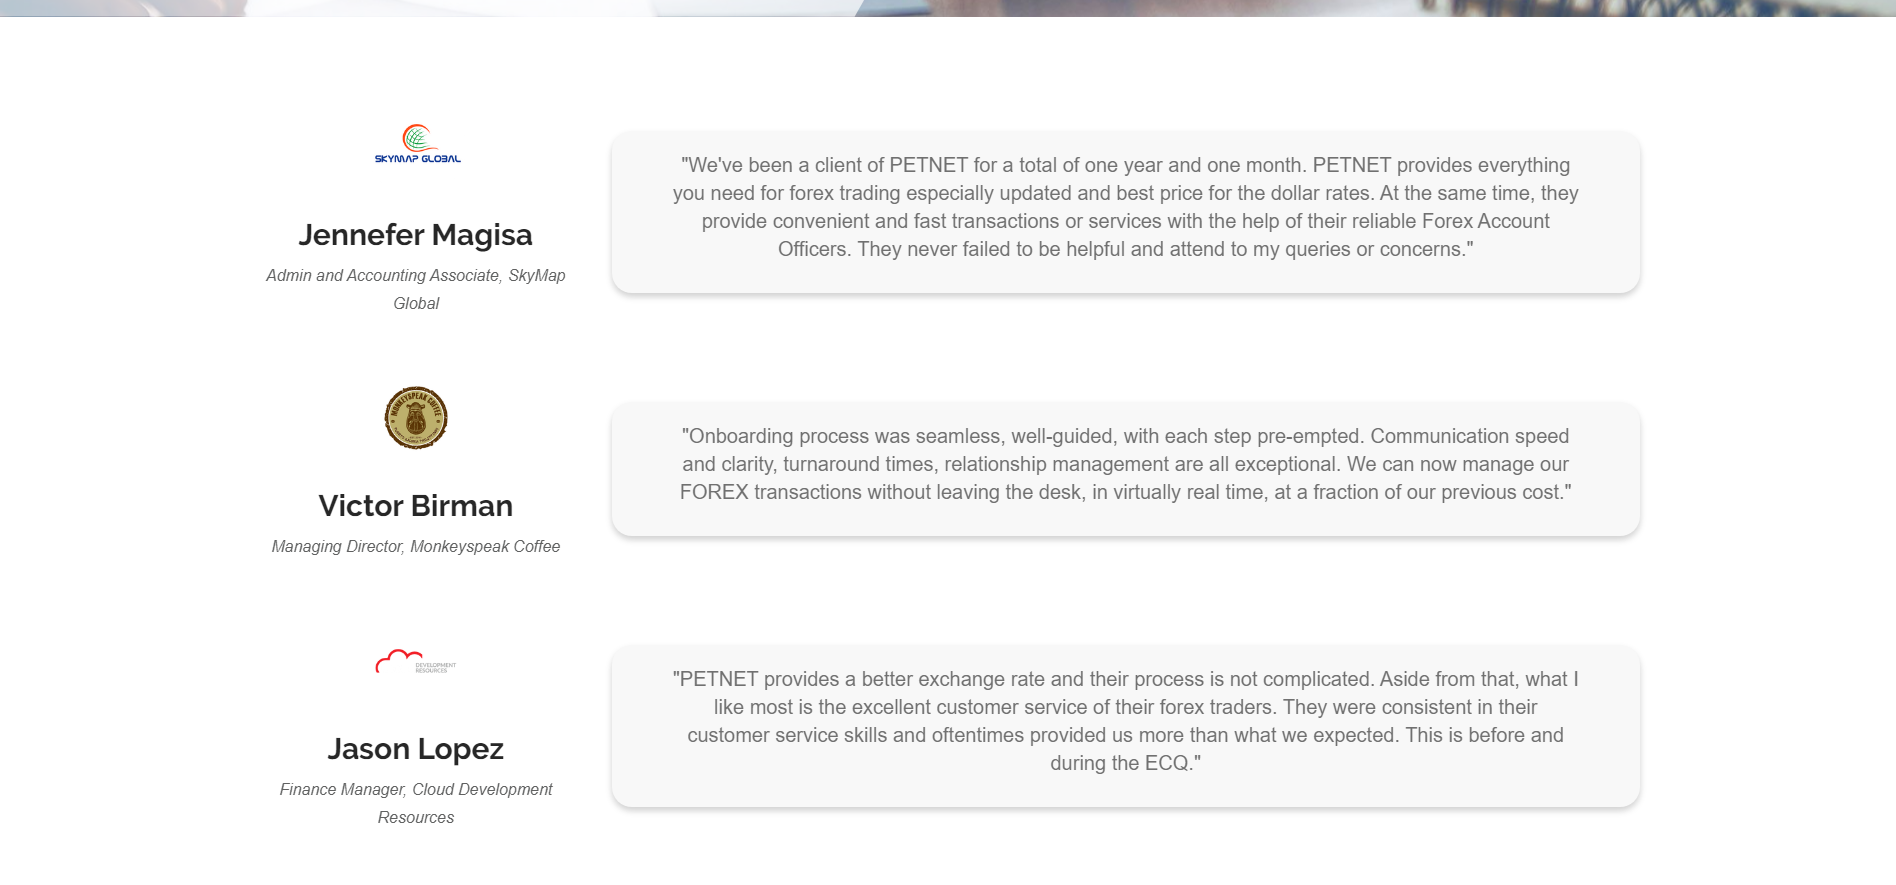 SKYMAP GLOBAL
Jennefer Magisa
Admin and Accounting Associate, SkyMap
Global
"We've been a client of PETNET for a total of one year and one month. PETNET provides everything
you need for forex trading especially updated and best price for the dollar rates. At the same time, they
provide convenient and fast transactions or services with the help of their reliable Forex Account
Officers. They never failed to be helpful and attend to my queries or concerns."
MONKEYSPEAK COFFEE
Victor Birman
Managing Director, Monkeyspeak Coffee
"Onboarding process was seamless, well-guided, with each step pre-empted. Communication speed
and clarity, turnaround times, relationship management are all exceptional. We can now manage our
FOREX transactions without leaving the desk, in virtually real time, at a fraction of our previous cost."
DEVELOPMENT
RESOURCES
Jason Lopez
Finance Manager, Cloud Development
Resources
"PETNET provides a better exchange rate and their process is not complicated. Aside from that, what I
like most is the excellent customer service of their forex traders. They were consistent in their
customer service skills and oftentimes provided us more than what we expected. This is before and
during the ECQ."